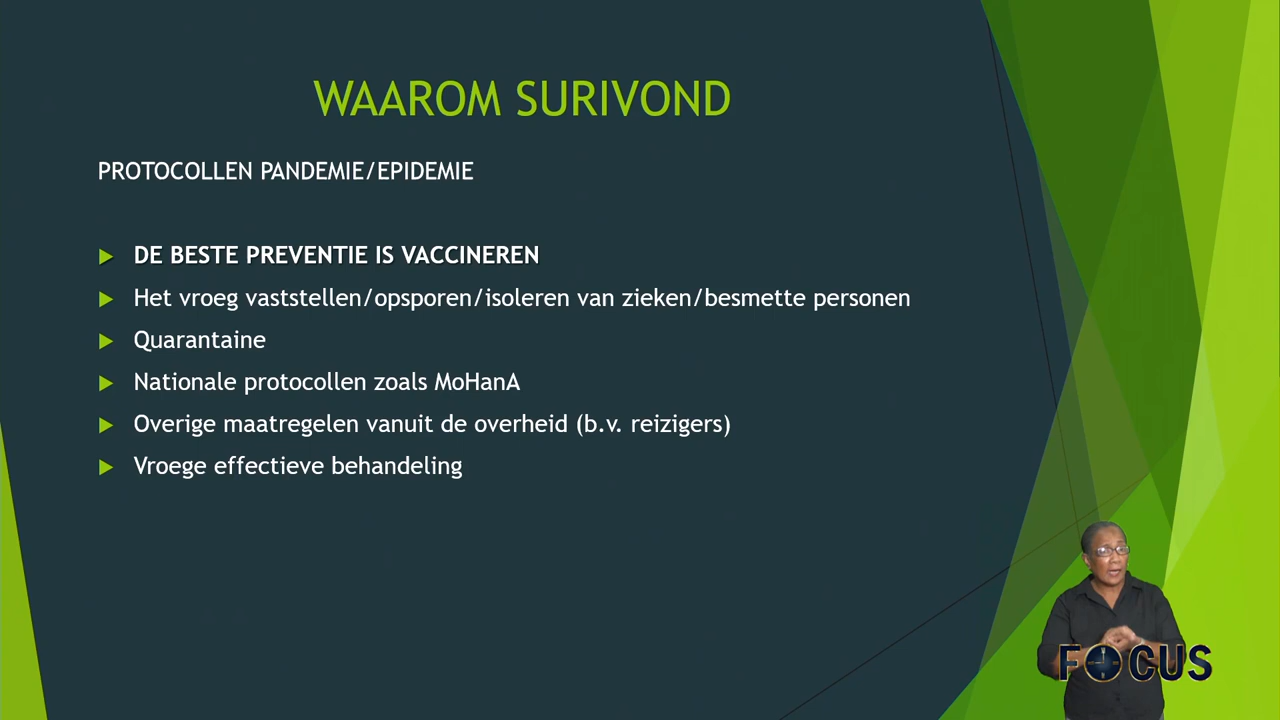 WAAROM SURIVOND
PROTOCOLLEN PANDEMIE/EPIDEMIE
DE BESTE PREVENTIE IS VACCINEREN
Het vroeg vaststellen/opsporen/isoleren van zieken/besmette personen
Quarantaine
Nationale protocollen zoals MoHanA
Overige maatregelen vanuit de overheid (b.v. reizigers)
Vroege effectieve behandeling
FOCUS